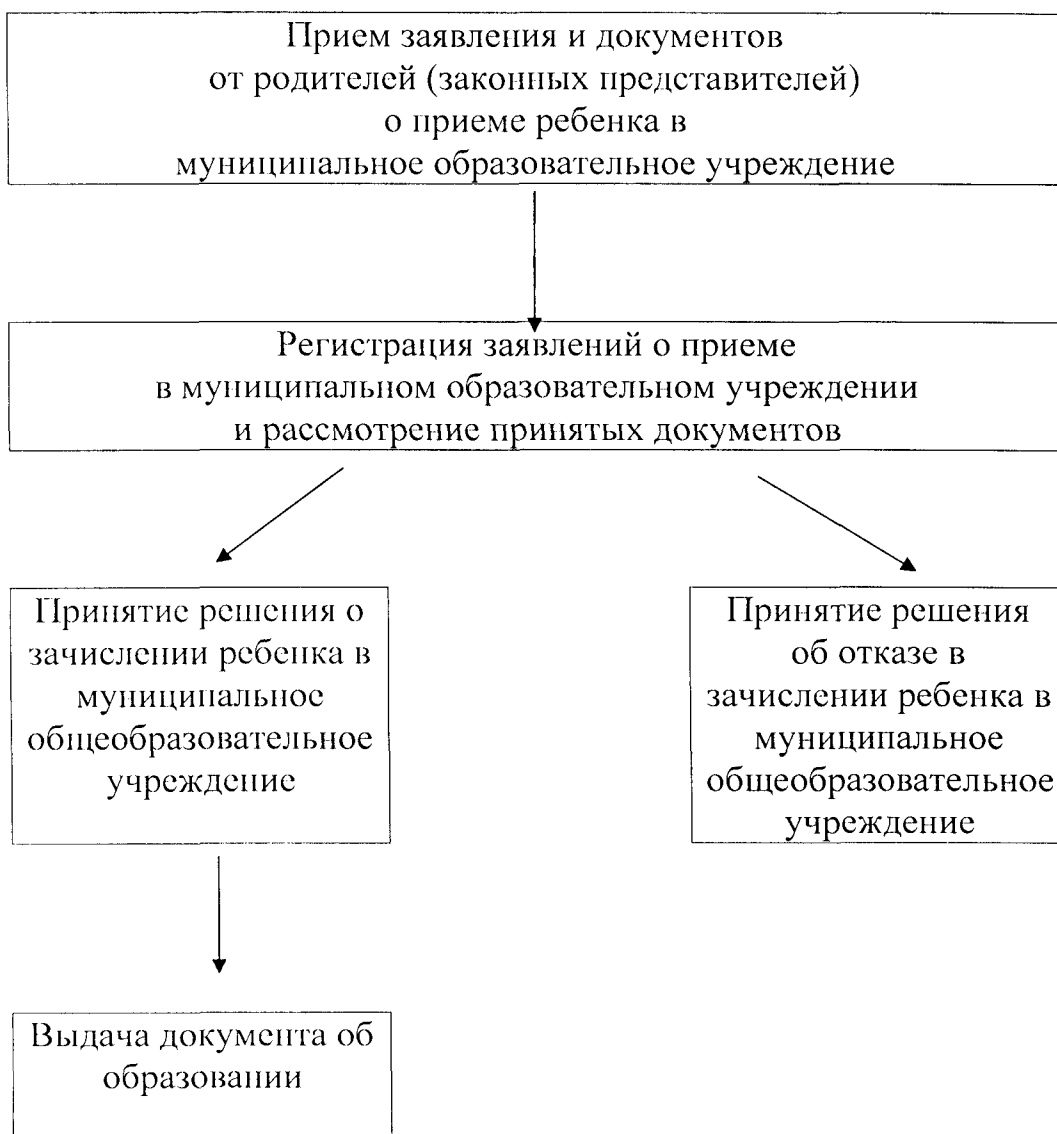 Прием заявления и документов
от родителей (законных представителей)
о приеме ребенка в
муниципальное образовательное учреждение
Регистрация заявлений о приеме
в муниципальном образовательном учреждении
и рассмотрение принятых документов
Принятие решения о
зачислении ребенка в
муниципальное
общеобразовательное
учреждение
Принятие решения
об отказе в
зачислении ребенка в
муниципальное
общеобразовательное
учреждение
Выдача документа об
образовании